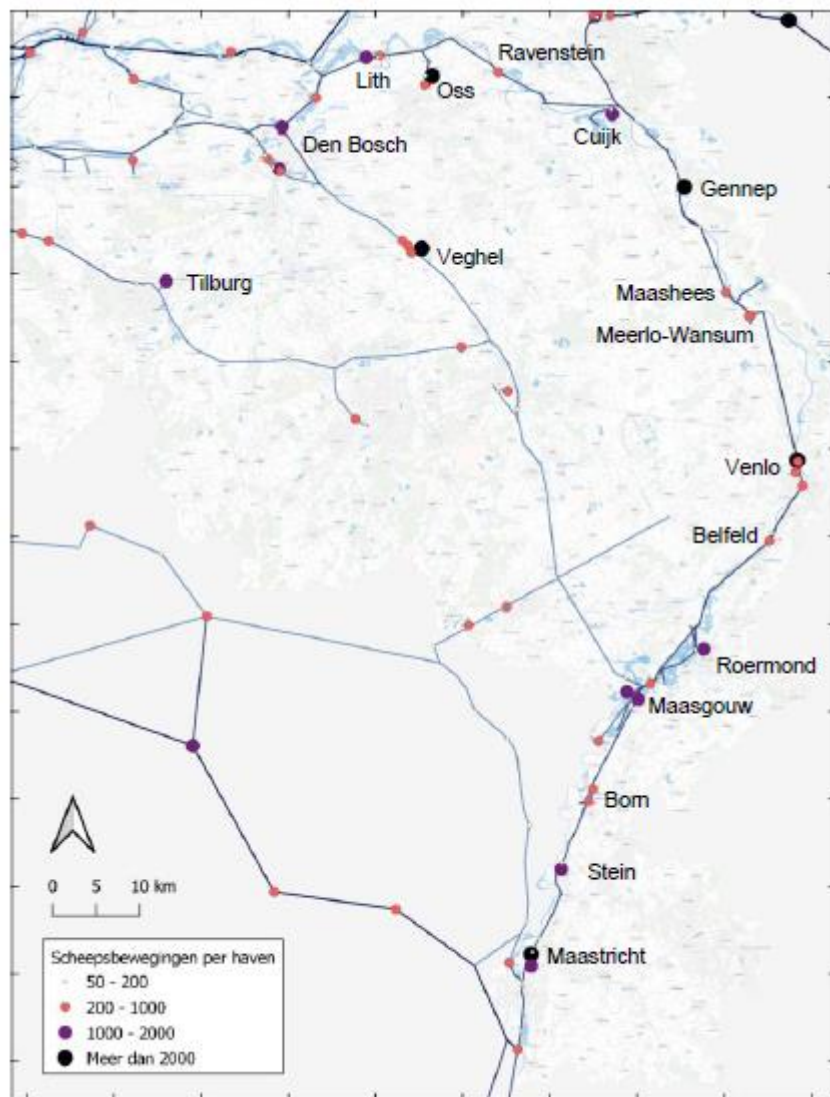 Ravenstein
Lith
Oss
Cuijk
Den Bosch
Gennep
Veghel
Tilburg
Maashees
Meerlo-Wansum
Venlo
Belfeld
Roermond
Maasgouw
Born
Stein
Maastricht
0 5 10 km
Scheepsbewegingen per haven
50 - 200
200 - 1000
1000 - 2000
Meer dan 2000